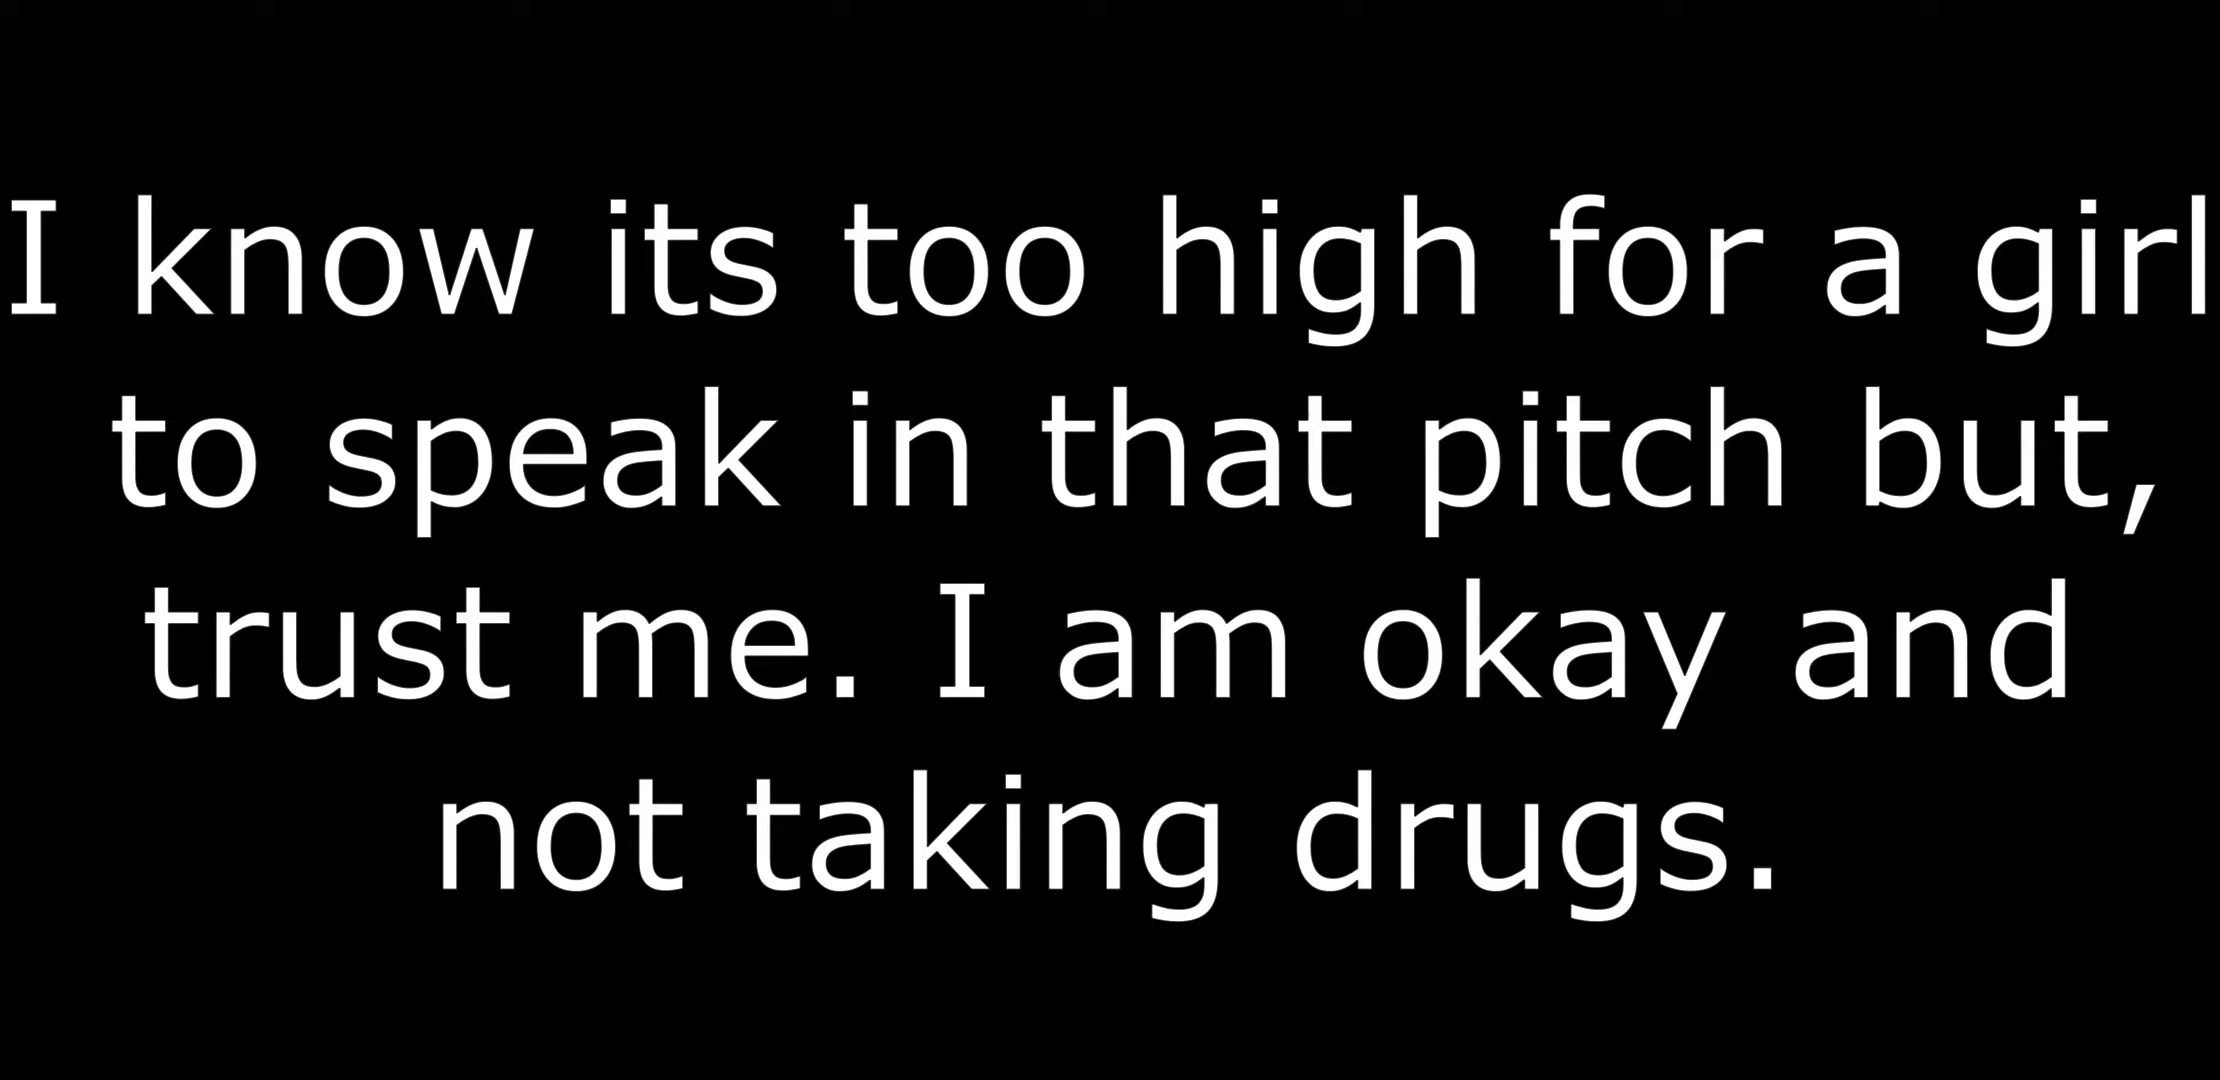 I know its too high for a girl
to speak in that pitch but,
trust me. I am okay and
not taking drugs.